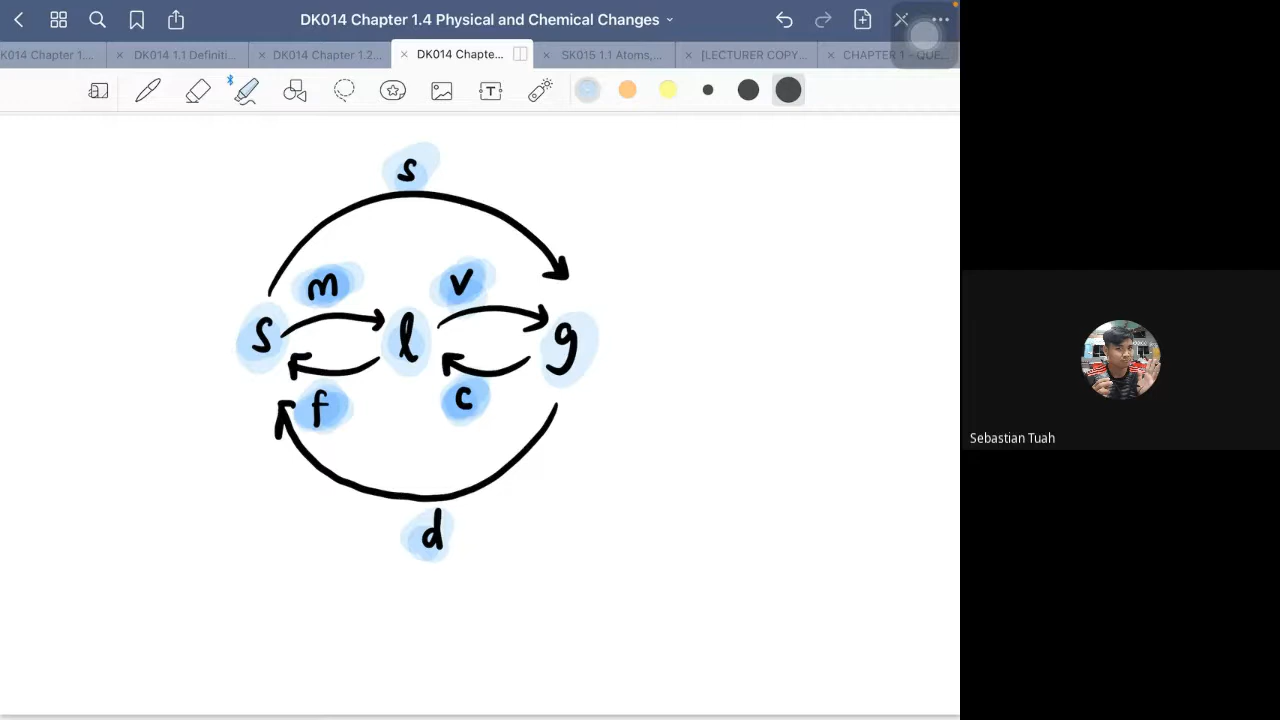 DK014 Chapter 1.4 Physical and Chemical Changes
K014 Chapter 1....
DK014 1.1 Definiti...
DK014 Chapter 1.2...
DK014 Chapte...
SK015 1.1 Atoms,...
[LECTURER COPY...
CHAPTER 1 - QUE...
T
s
m v
s l g
f c
d
Sebastian Tuah